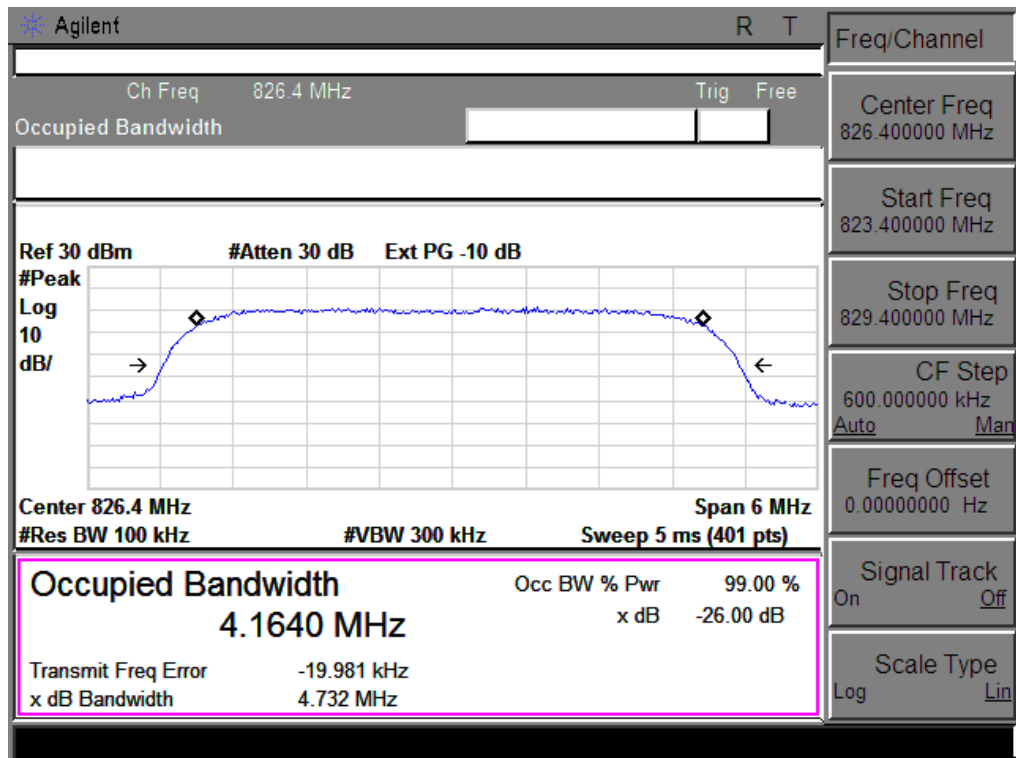 Agilent R T
Ch Freq 826.4 MHz Trig Free
Occupied Bandwidth
Ref 30 dBm #Atten 30 dB Ext PG -10 dB
#Peak
Log
10
dB/
Center 826.4 MHz Span 6 MHz
#Res BW 100 kHz #VBW 300 kHz Sweep 5 ms (401 pts)
Occupied Bandwidth Occ BW % Pwr 99.00 %
4.1640 MHz x dB -26.00 dB
Transmit Freq Error -19.981 kHz
x dB Bandwidth 4.732 MHz
Freq/Channel
Center Freq
826.400000 MHz
Start Freq
823.400000 MHz
Stop Freq
829.400000 MHz
CF Step
600.000000 kHz
Auto Man
Freq Offset
0.00000000 Hz
Signal Track
On Off
Scale Type
Log Lin